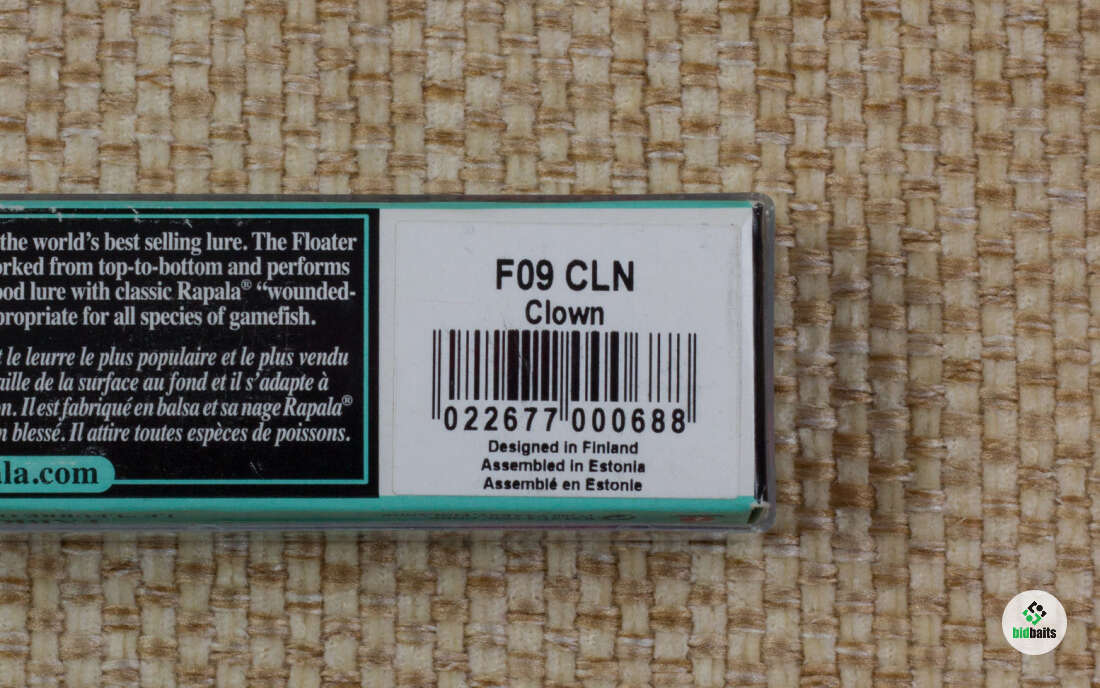 the world's best selling lure. The Floater
orked from top-to-bottom and performs
ood lure with classic Rapala® “wounded-
propriate for all species of gamefish.
t le leurre le plus populaire et le plus vendu
aille de la surface au fond et il s'adapte à
on. Il est fabriqué en balsa et sa nage Rapala®
n blessé. Il attire toutes espèces de poissons.
ala.com
F09 CLN
Clown
022677 000688
Designed in Finland
Assembled in Estonia
Assemblé en Estonie
bidbaits